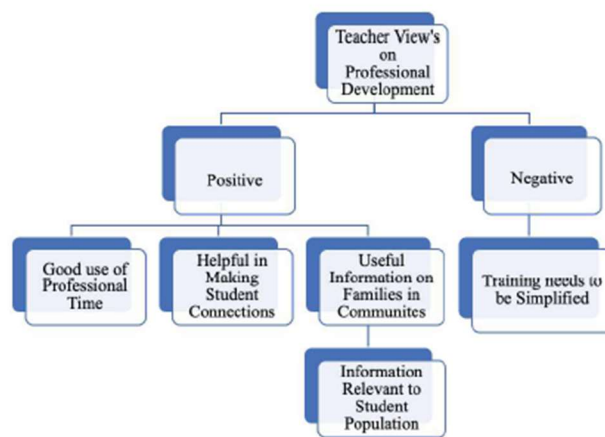 Teacher View's
on
Professional
Development
Positive
Negative
Good use of
Professional
Time
Helpful in
Making
Student
Connections
Useful
Information on
Families in
Communites
Training needs to
be Simplified
Information
Relevant to
Student
Population